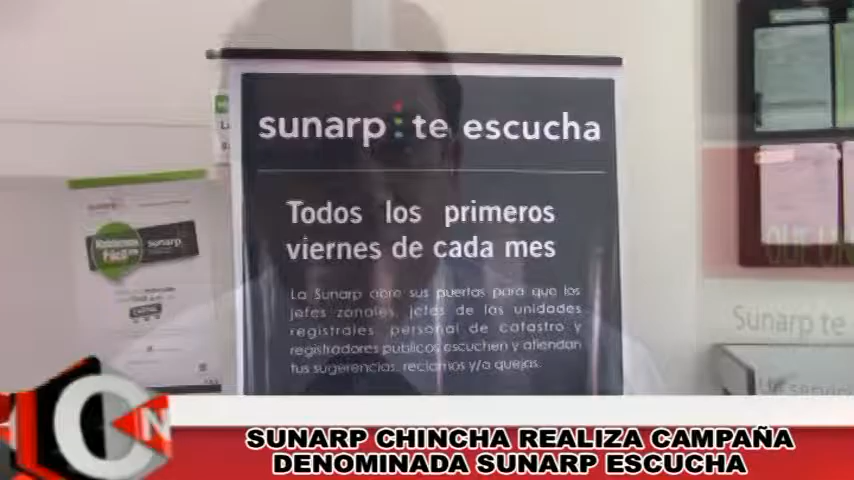 sunarp te escucha
Todos los primeros
viernes de cada mes
La Sunarp abre sus puertas para que los
jefes zonales, jefes de las unidades
registrales, personal de catastro y
registradores públicos escuchen y atiendan
tus sugerencias, reclamos y/o quejas.
sunarp
Sunarp te
CN
SUNARP CHINCHA REALIZA CAMPAÑA
DENOMINADA SUNARP ESCUCHA